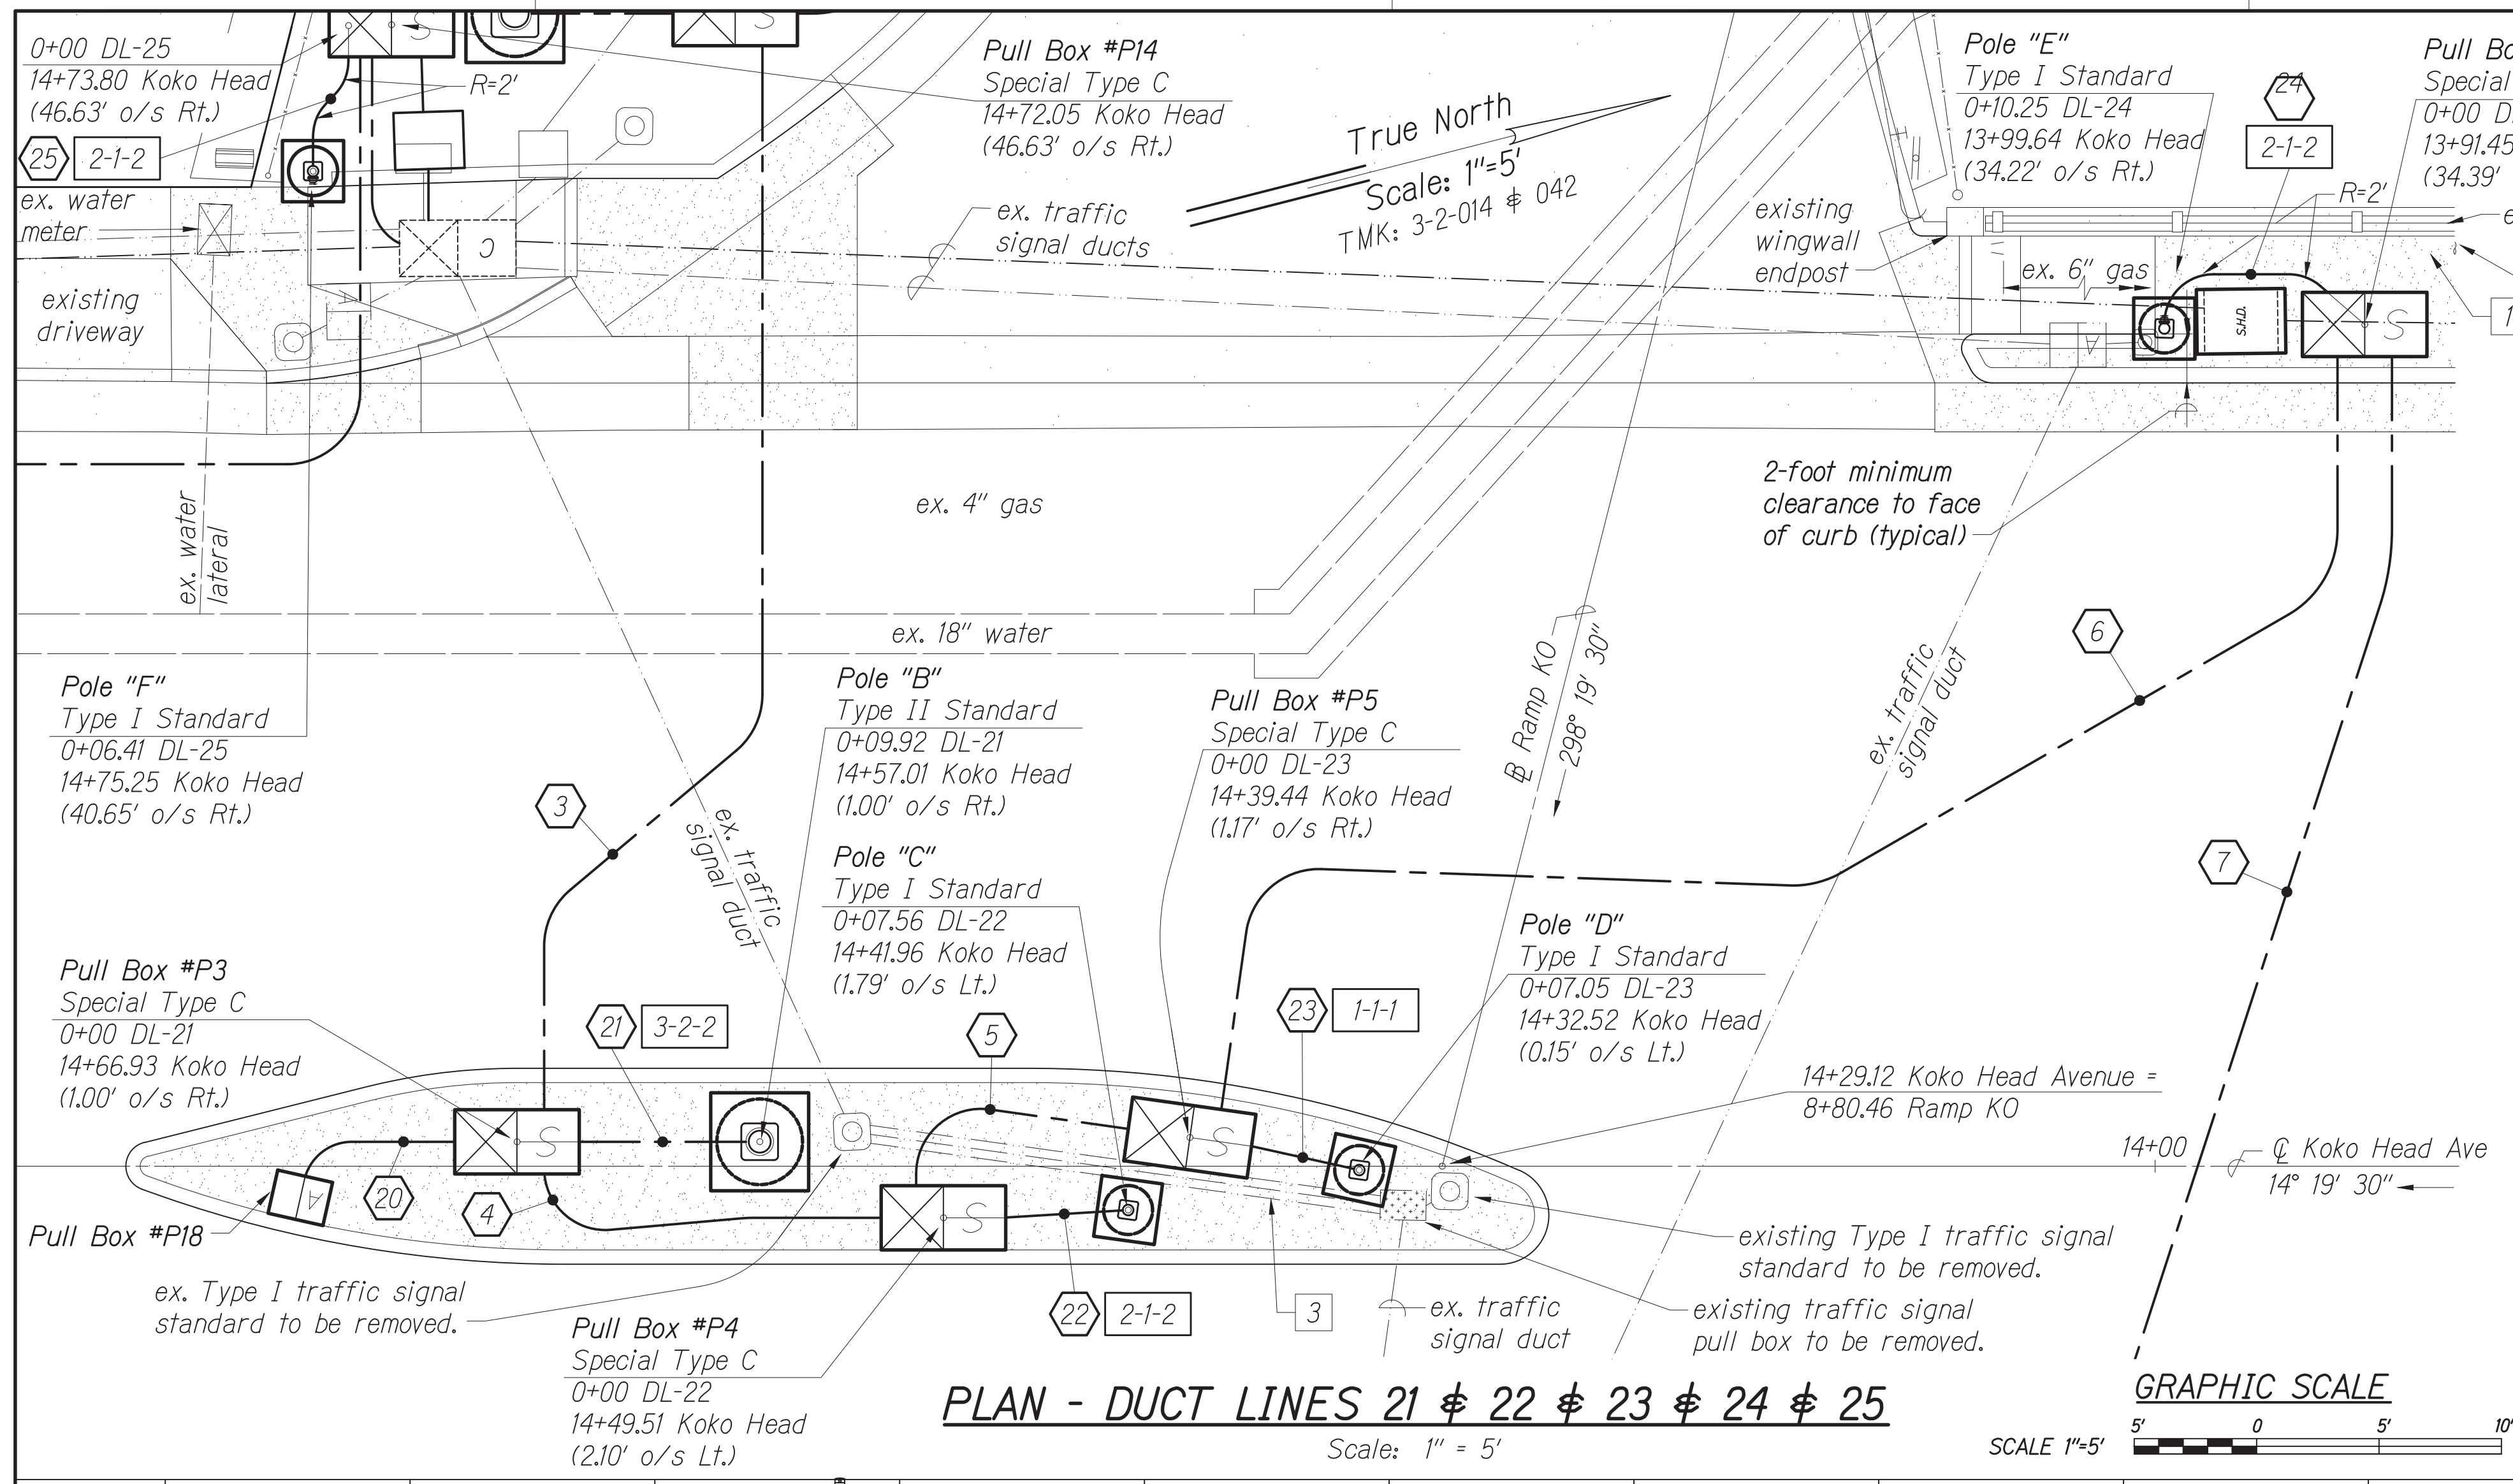 0+00 DL-25
14+73.80 Koko Head
(46.63' o/s Rt.)
25
2-1-2
R=2'
S
ex. water
meter
existing
driveway
C
A
Pull Box #P14
Special Type C
14+72.05 Koko Head
(46.63' o/s Rt.)
ex. traffic
signal ducts
True North
Scale: 1"=5'
TMK: 3-2-014 & 042
Pole "E"
Type I Standard
0+10.25 DL-24
13+99.64 Koko Head
(34.22' o/s Rt.)
24
2-1-2
R=2'
Pull Bo
Special
0+00 D
13+91.45
(34.39'
e
1
existing
wingwall
endpost
ex. 6" gas
S.H.D.
S
A
2-foot minimum
clearance to face
of curb (typical)
ex. water
lateral
ex. 4" gas
ex. 18" water
Pole "F"
Type I Standard
0+06.41 DL-25
14+75.25 Koko Head
(40.65' o/s Rt.)
3
ex. traffic
signal duct
Pole "B"
Type II Standard
0+09.92 DL-21
14+57.01 Koko Head
(1.00' o/s Rt.)
Pole "C"
Type I Standard
0+07.56 DL-22
14+41.96 Koko Head
(1.79' o/s Lt.)
Pull Box #P5
Special Type C
0+00 DL-23
14+39.44 Koko Head
(1.17' o/s Rt.)
BL Ramp KO
298° 19' 30"
ex. traffic
signal duct
6
7
Pole "D"
Type I Standard
0+07.05 DL-23
14+32.52 Koko Head
(0.15' o/s Lt.)
Pull Box #P3
Special Type C
0+00 DL-21
14+66.93 Koko Head
(1.00' o/s Rt.)
21
3-2-2
5
23
1-1-1
14+29.12 Koko Head Avenue =
8+80.46 Ramp KO
14+00
CL Koko Head Ave
14° 19' 30"
S
S
S
A
20
4
Pull Box #P18
ex. Type I traffic signal
standard to be removed.
Pull Box #P4
Special Type C
0+00 DL-22
14+49.51 Koko Head
(2.10' o/s Lt.)
22
2-1-2
3
ex. traffic
signal duct
existing Type I traffic signal
standard to be removed.
existing traffic signal
pull box to be removed.
PLAN - DUCT LINES 21 & 22 & 23 & 24 & 25
Scale: 1" = 5'
GRAPHIC SCALE
SCALE 1"=5'
5' 0 5' 10'